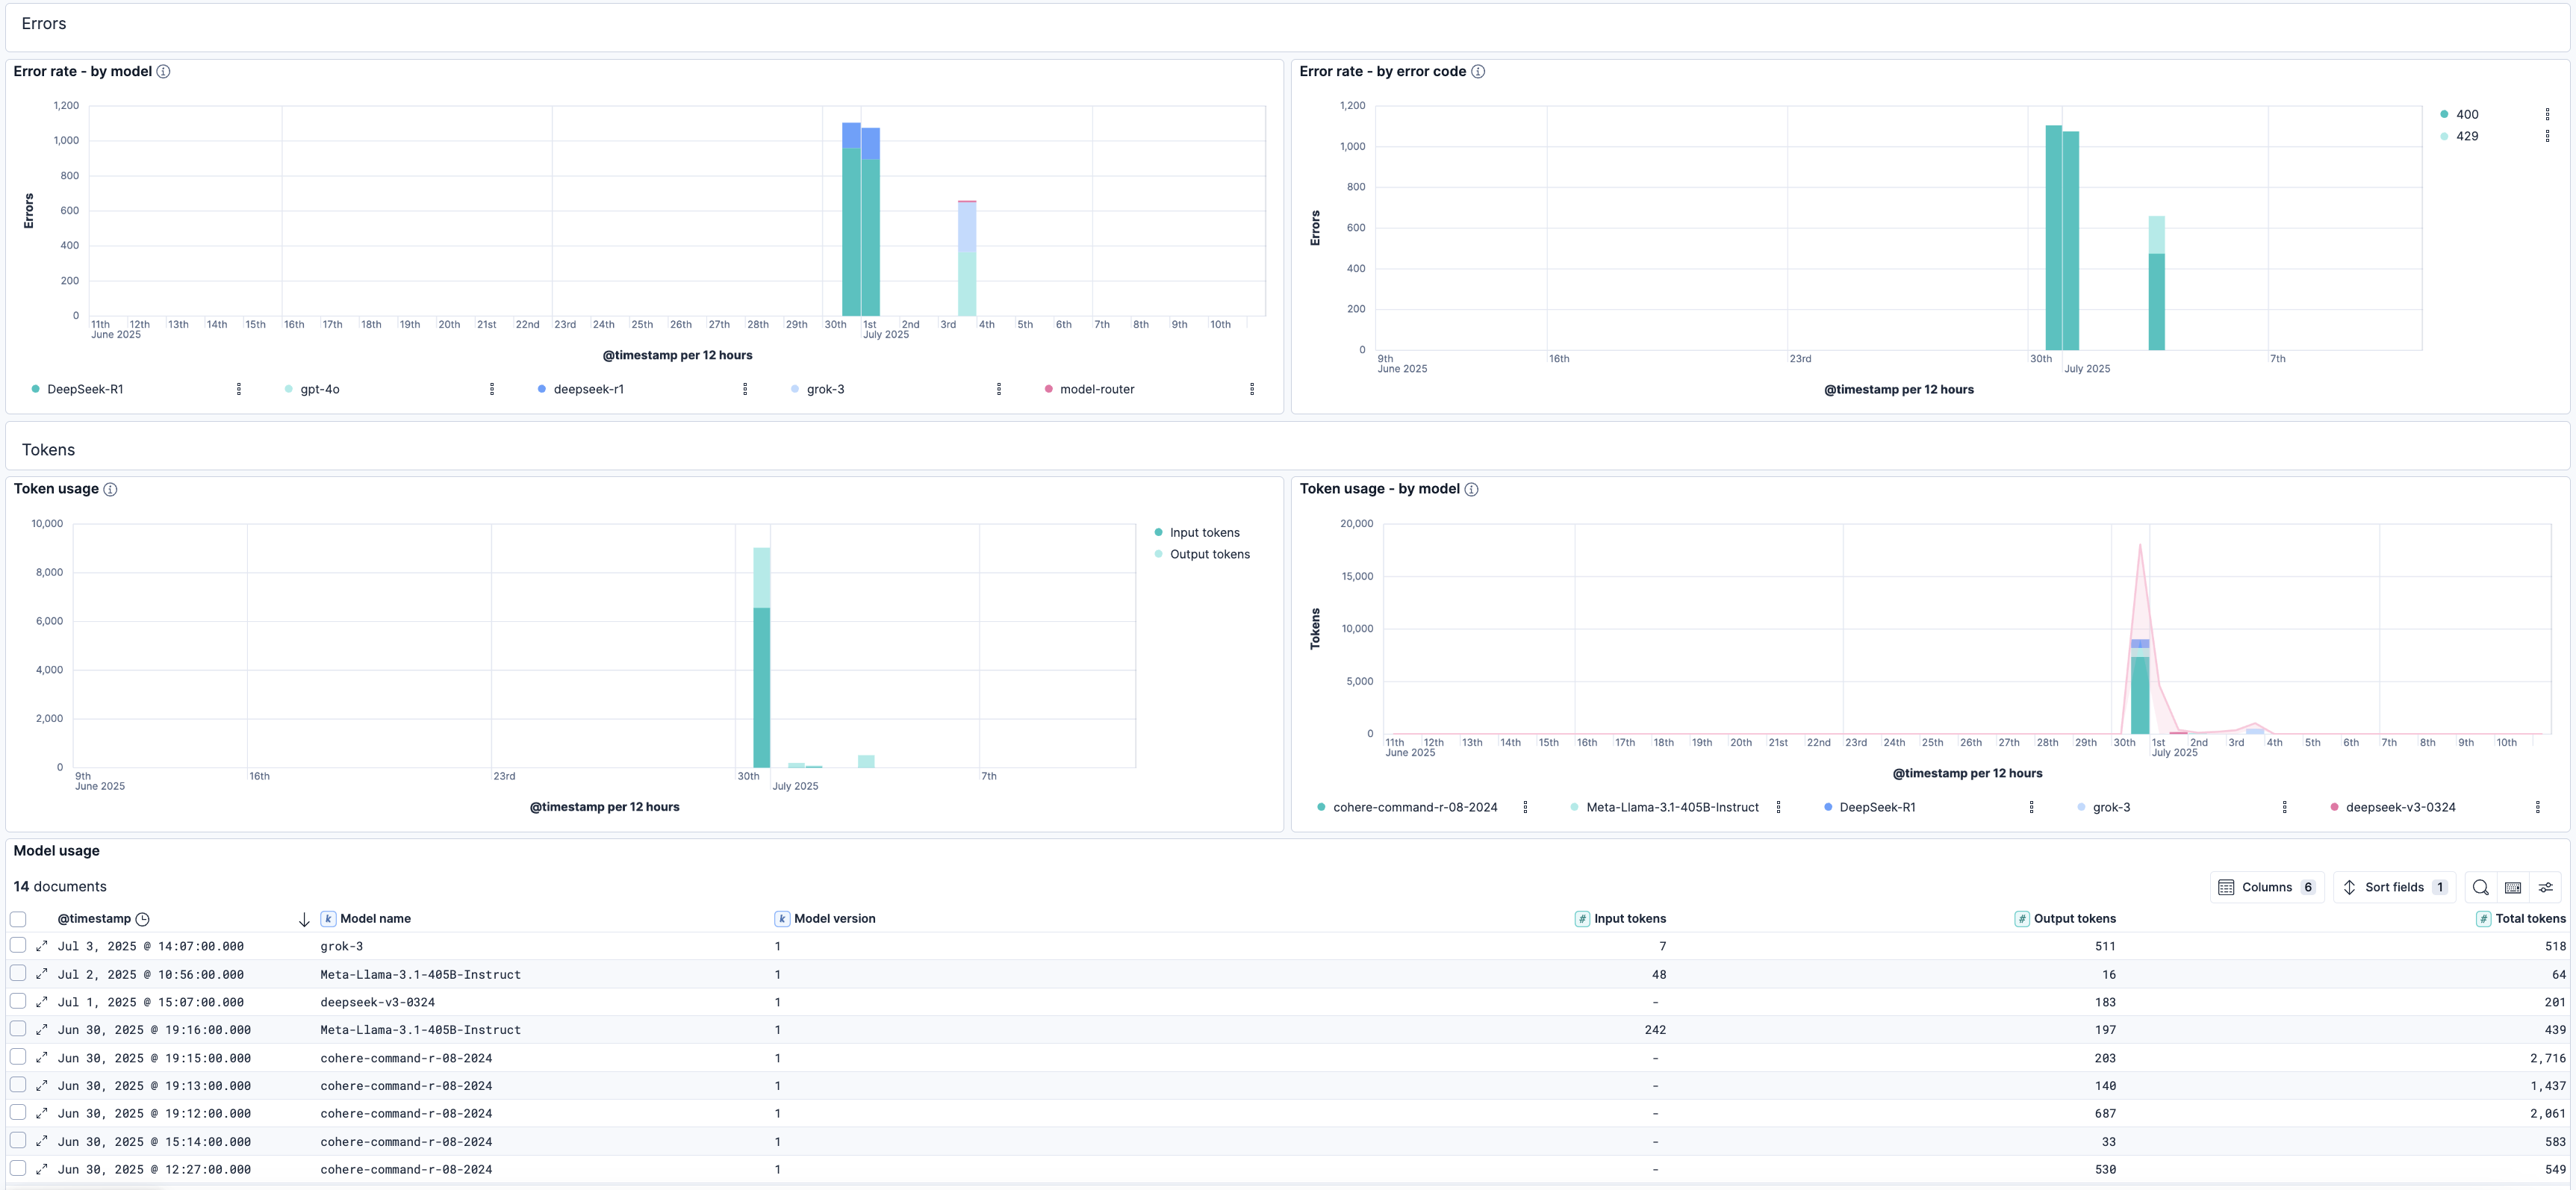 Errors
Error rate - by model
1,200
1,000
800
600
400
200
0
Errors
11th 12th 13th 14th 15th 16th 17th 18th 19th 20th 21st 22nd 23rd 24th 25th 26th 27th 28th 29th 30th 1st 2nd 3rd 4th 5th 6th 7th 8th 9th 10th
June 2025 July 2025
@timestamp per 12 hours
DeepSeek-R1 gpt-4o deepseek-r1 grok-3 model-router
Error rate - by error code
1,200
1,000
800
600
400
200
0
Errors
9th 16th 23rd 30th 7th
June 2025 July 2025
@timestamp per 12 hours
400
429
Tokens
Token usage
10,000
8,000
6,000
4,000
2,000
0
9th 16th 23rd 30th 7th
June 2025 July 2025
@timestamp per 12 hours
Input tokens
Output tokens
Token usage - by model
20,000
15,000
10,000
5,000
0
Tokens
11th 12th 13th 14th 15th 16th 17th 18th 19th 20th 21st 22nd 23rd 24th 25th 26th 27th 28th 29th 30th 1st 2nd 3rd 4th 5th 6th 7th 8th 9th 10th
June 2025 July 2025
@timestamp per 12 hours
cohere-command-r-08-2024 Meta-Llama-3.1-405B-Instruct DeepSeek-R1 grok-3 deepseek-v3-0324
Model usage
14 documents
Columns 6 Sort fields 1
@timestamp k Model name k Model version # Input tokens # Output tokens # Total tokens
Jul 3, 2025 @ 14:07:00.000 grok-3 1 7 511 518
Jul 2, 2025 @ 10:56:00.000 Meta-Llama-3.1-405B-Instruct 1 48 16 64
Jul 1, 2025 @ 15:07:00.000 deepseek-v3-0324 1 - 183 201
Jun 30, 2025 @ 19:16:00.000 Meta-Llama-3.1-405B-Instruct 1 242 197 439
Jun 30, 2025 @ 19:15:00.000 cohere-command-r-08-2024 1 - 203 2,716
Jun 30, 2025 @ 19:13:00.000 cohere-command-r-08-2024 1 - 140 1,437
Jun 30, 2025 @ 19:12:00.000 cohere-command-r-08-2024 1 - 687 2,061
Jun 30, 2025 @ 15:14:00.000 cohere-command-r-08-2024 1 - 33 583
Jun 30, 2025 @ 12:27:00.000 cohere-command-r-08-2024 1 - 530 549